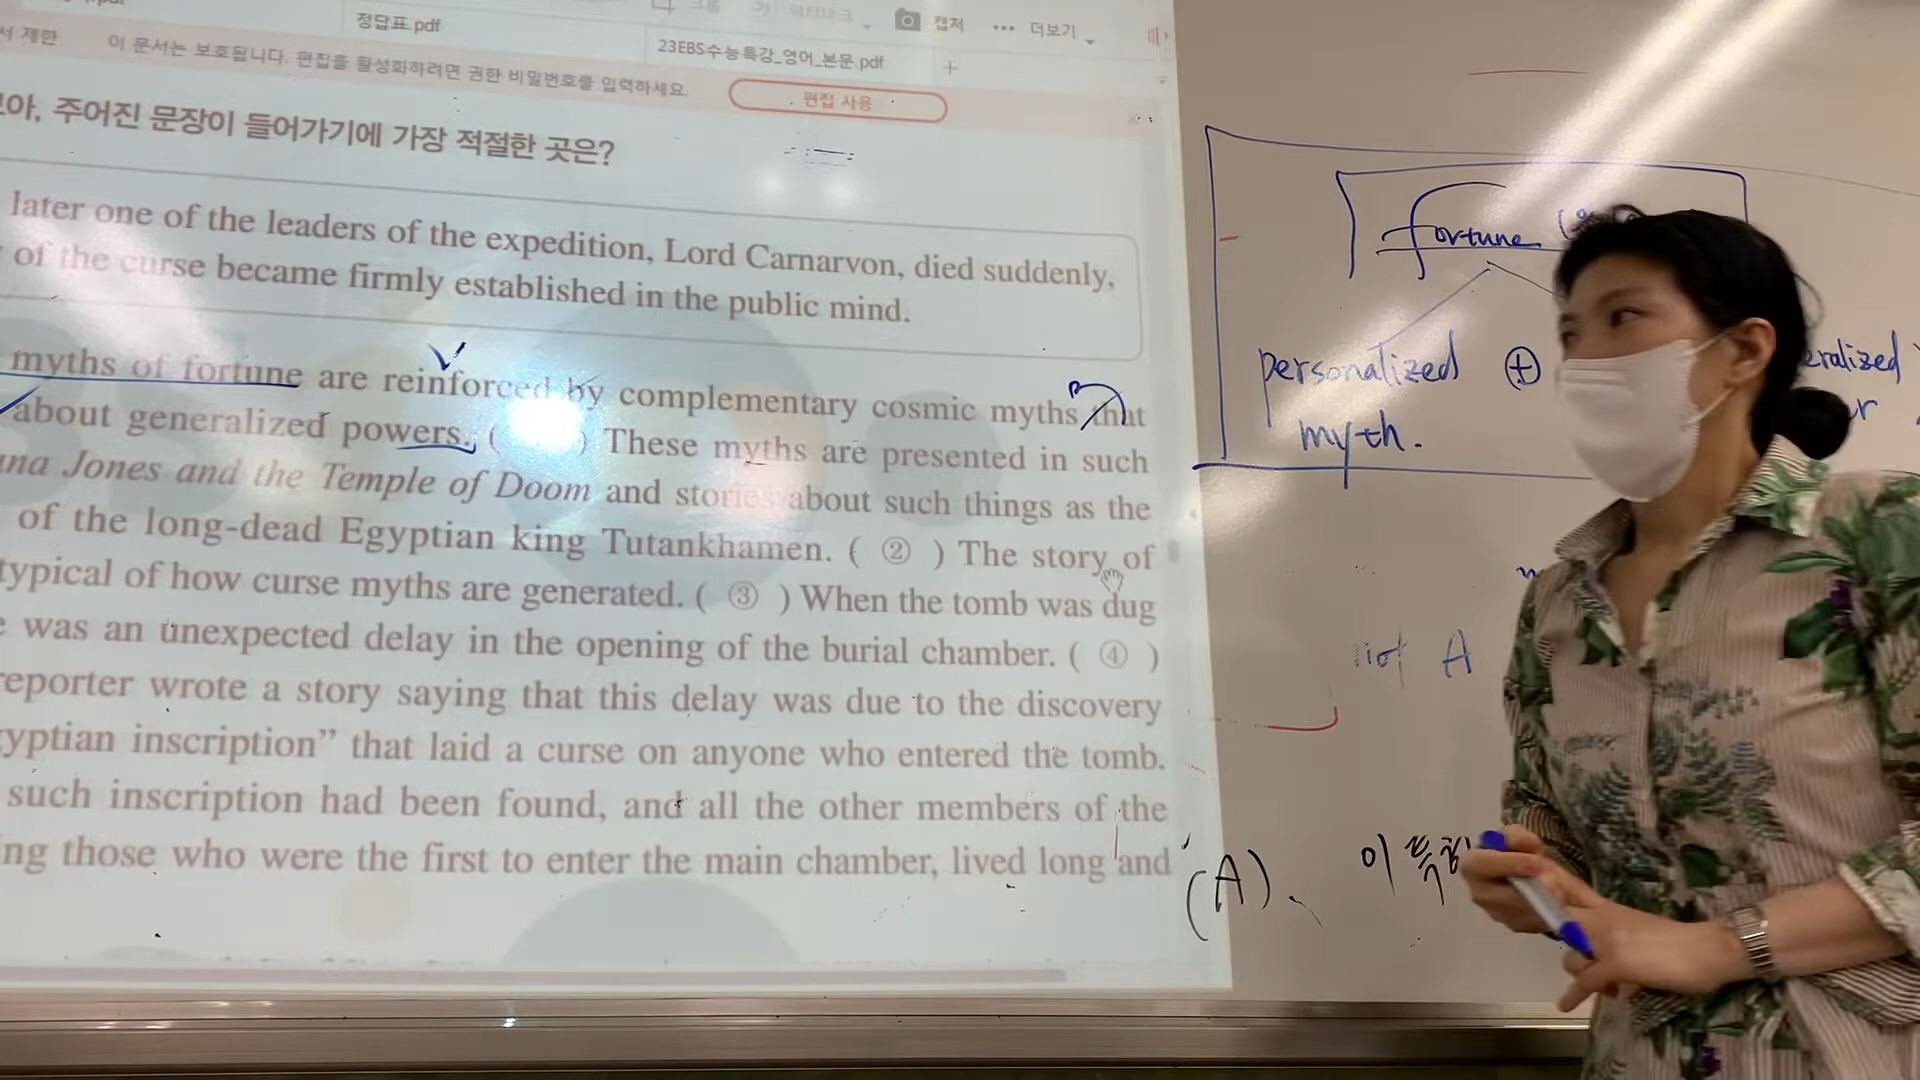 정답표.pdf
23EBS수능특강_영어_본문.pdf
캡처
더보기
서 제한
이 문서는 보호됩니다. 편집을 활성화하려면 권한 비밀번호를 입력하세요.
편집 사용
주어진 문장이 들어가기에 가장 적절한 곳은?
later one of the leaders of the expedition, Lord Carnarvon, died suddenly,
of the curse became firmly established in the public mind.
myths of fortune are reinforced by complementary cosmic myths that
about generalized powers. ( ) These myths are presented in such
ana Jones and the Temple of Doom and stories about such things as the
of the long-dead Egyptian king Tutankhamen. ( ② ) The story of
typical of how curse myths are generated. ( ③ ) When the tomb was dug
was an unexpected delay in the opening of the burial chamber. ( ④ )
reporter wrote a story saying that this delay was due to the discovery
yptian inscription” that laid a curse on anyone who entered the tomb.
such inscription had been found, and all the other members of the
ing those who were the first to enter the main chamber, lived long and
fortune
personalized ⊕ eralized
myth.
not A
(A). 이 특